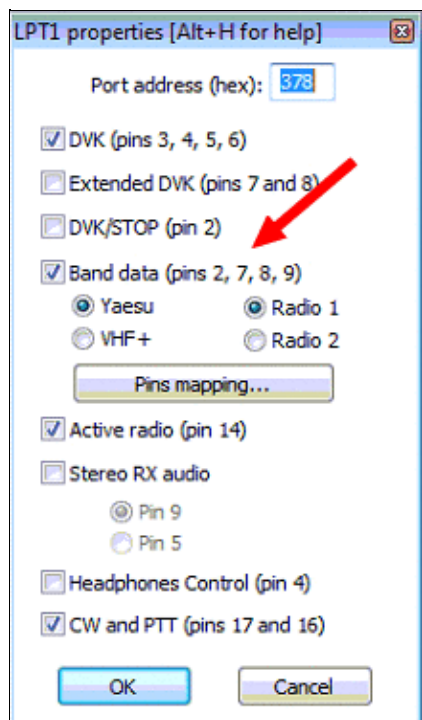 LPT1 properties [Alt+H for help]
Port address (hex): 378
DVK (pins 3, 4, 5, 6)
Extended DVK (pins 7 and 8)
DVK/STOP (pin 2)
Band data (pins 2, 7, 8, 9)
Yaesu Radio 1
VHF+ Radio 2
Pins mapping...
Active radio (pin 14)
Stereo RX audio
Pin 9
Pin 5
Headphones Control (pin 4)
CW and PTT (pins 17 and 16)
OK Cancel